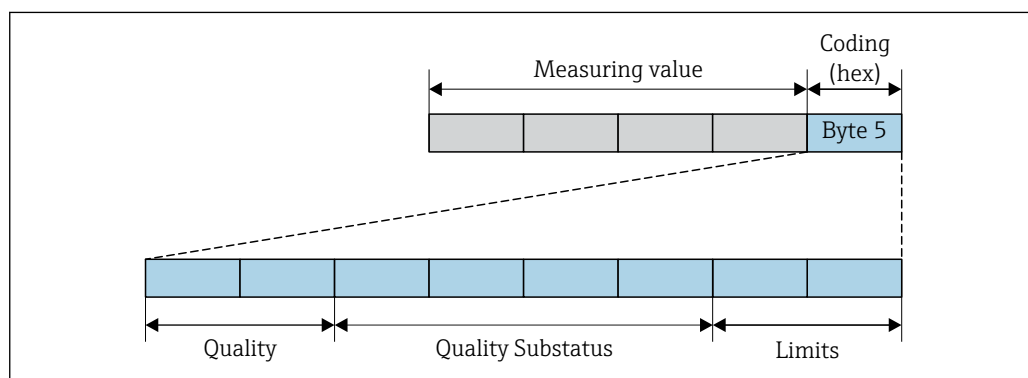 Coding
(hex)
Measuring value
Byte 5
Quality
Quality Substatus
Limits